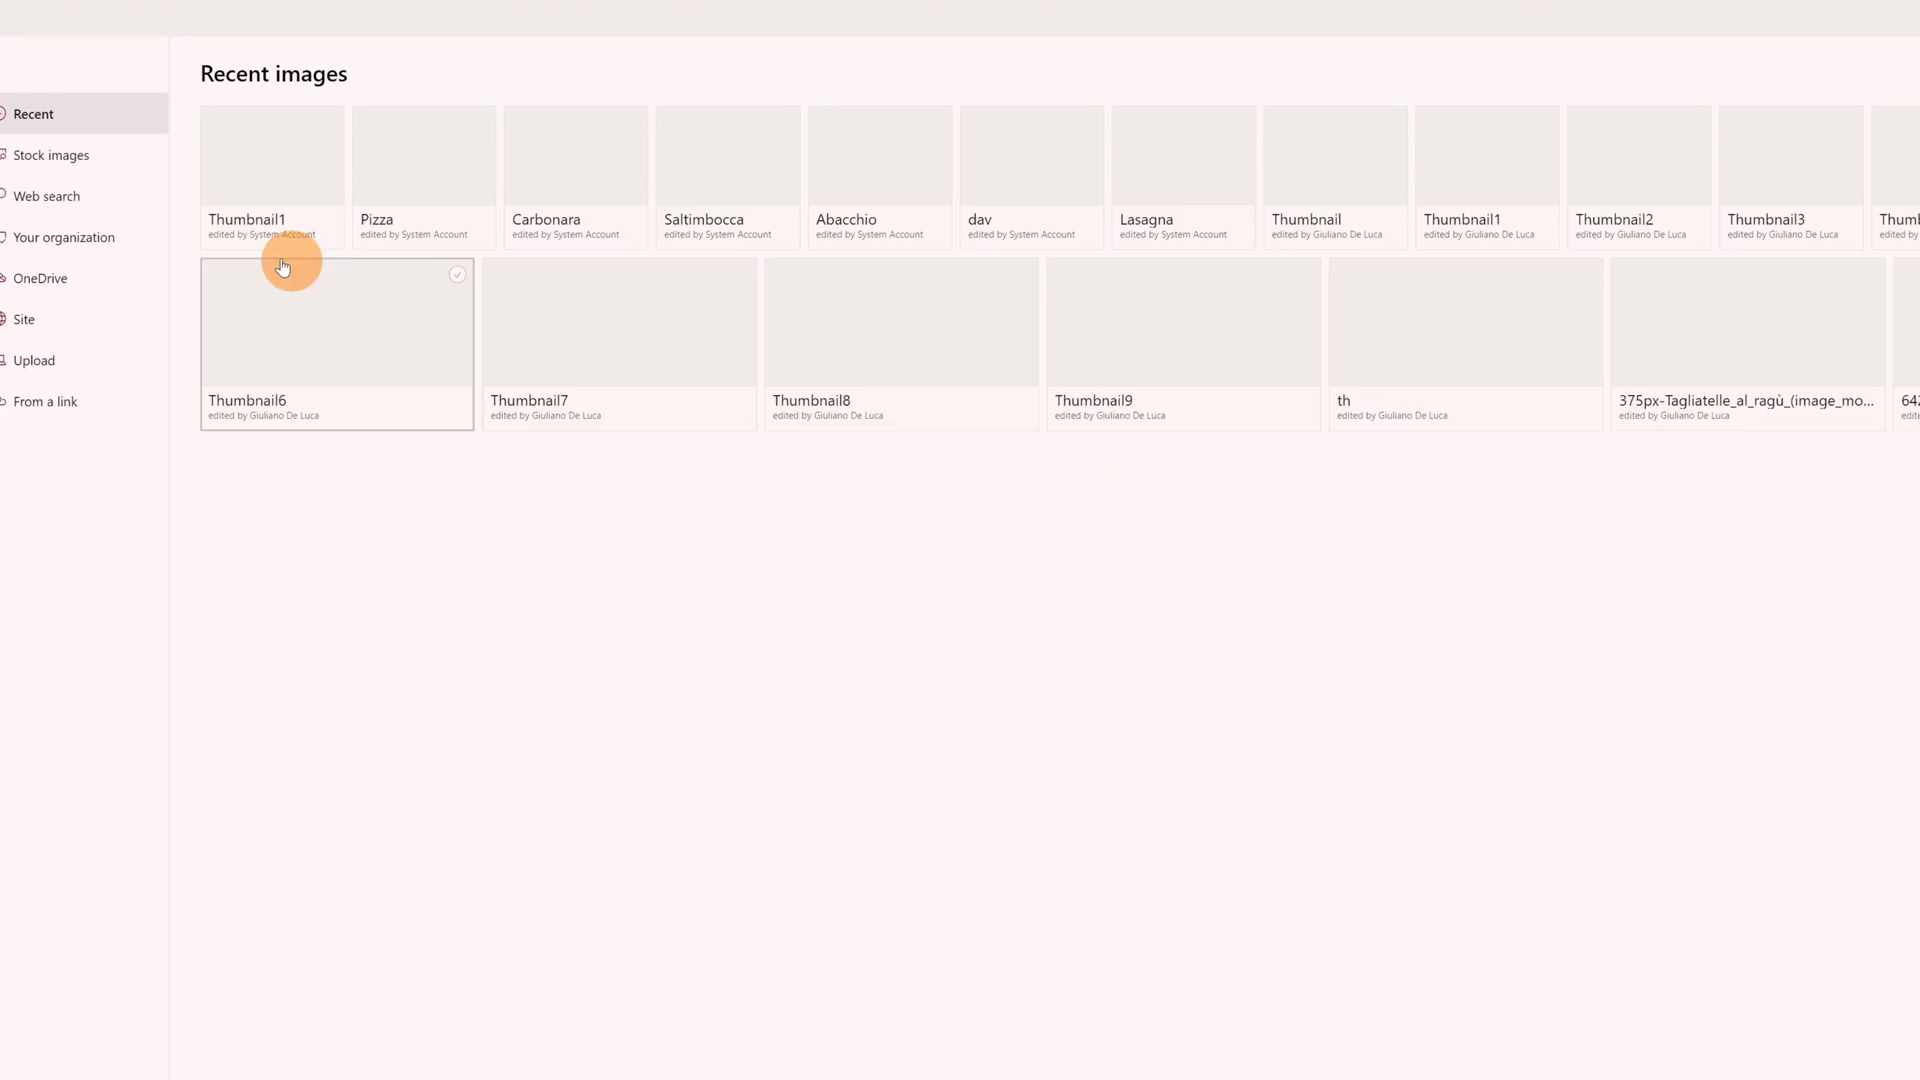 Recent images
Recent
Stock images
Web search
Your organization
OneDrive
Site
Upload
From a link
Thumbnail1
edited by System Account
Pizza
edited by System Account
Carbonara
edited by System Account
Saltimbocca
edited by System Account
Abacchio
edited by System Account
dav
edited by System Account
Lasagna
edited by System Account
Thumbnail
edited by Giuliano De Luca
Thumbnail1
edited by Giuliano De Luca
Thumbnail2
edited by Giuliano De Luca
Thumbnail3
edited by Giuliano De Luca
edited by
Thumbnail6
edited by Giuliano De Luca
Thumbnail7
edited by Giuliano De Luca
Thumbnail8
edited by Giuliano De Luca
Thumbnail9
edited by Giuliano De Luca
th
edited by Giuliano De Luca
375px-Tagliatelle_al_ragù_(image_mo...
edited by Giuliano De Luca